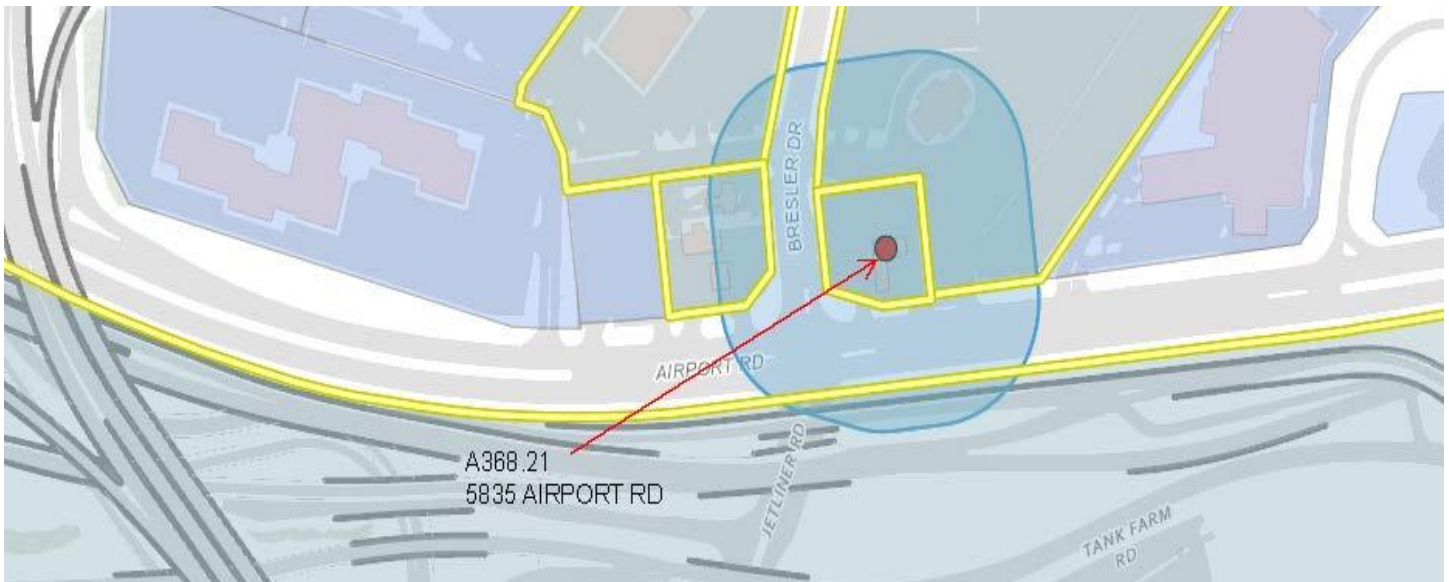 BRESLER DR
AIRPORT RD
A368.21
5835 AIRPORT RD
JETLINER RD
TANK FARM
RD